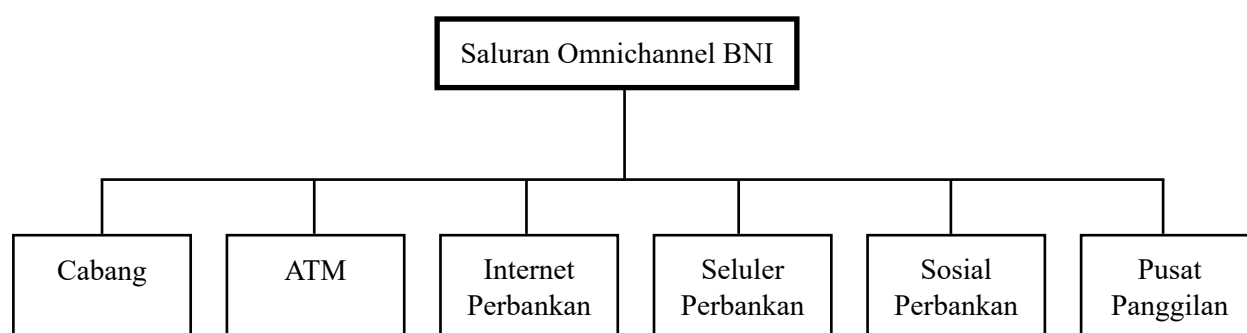 Saluran Omnichannel BNI
Cabang
ATM
Internet
Perbankan
Seluler
Perbankan
Sosial
Perbankan
Pusat
Panggilan